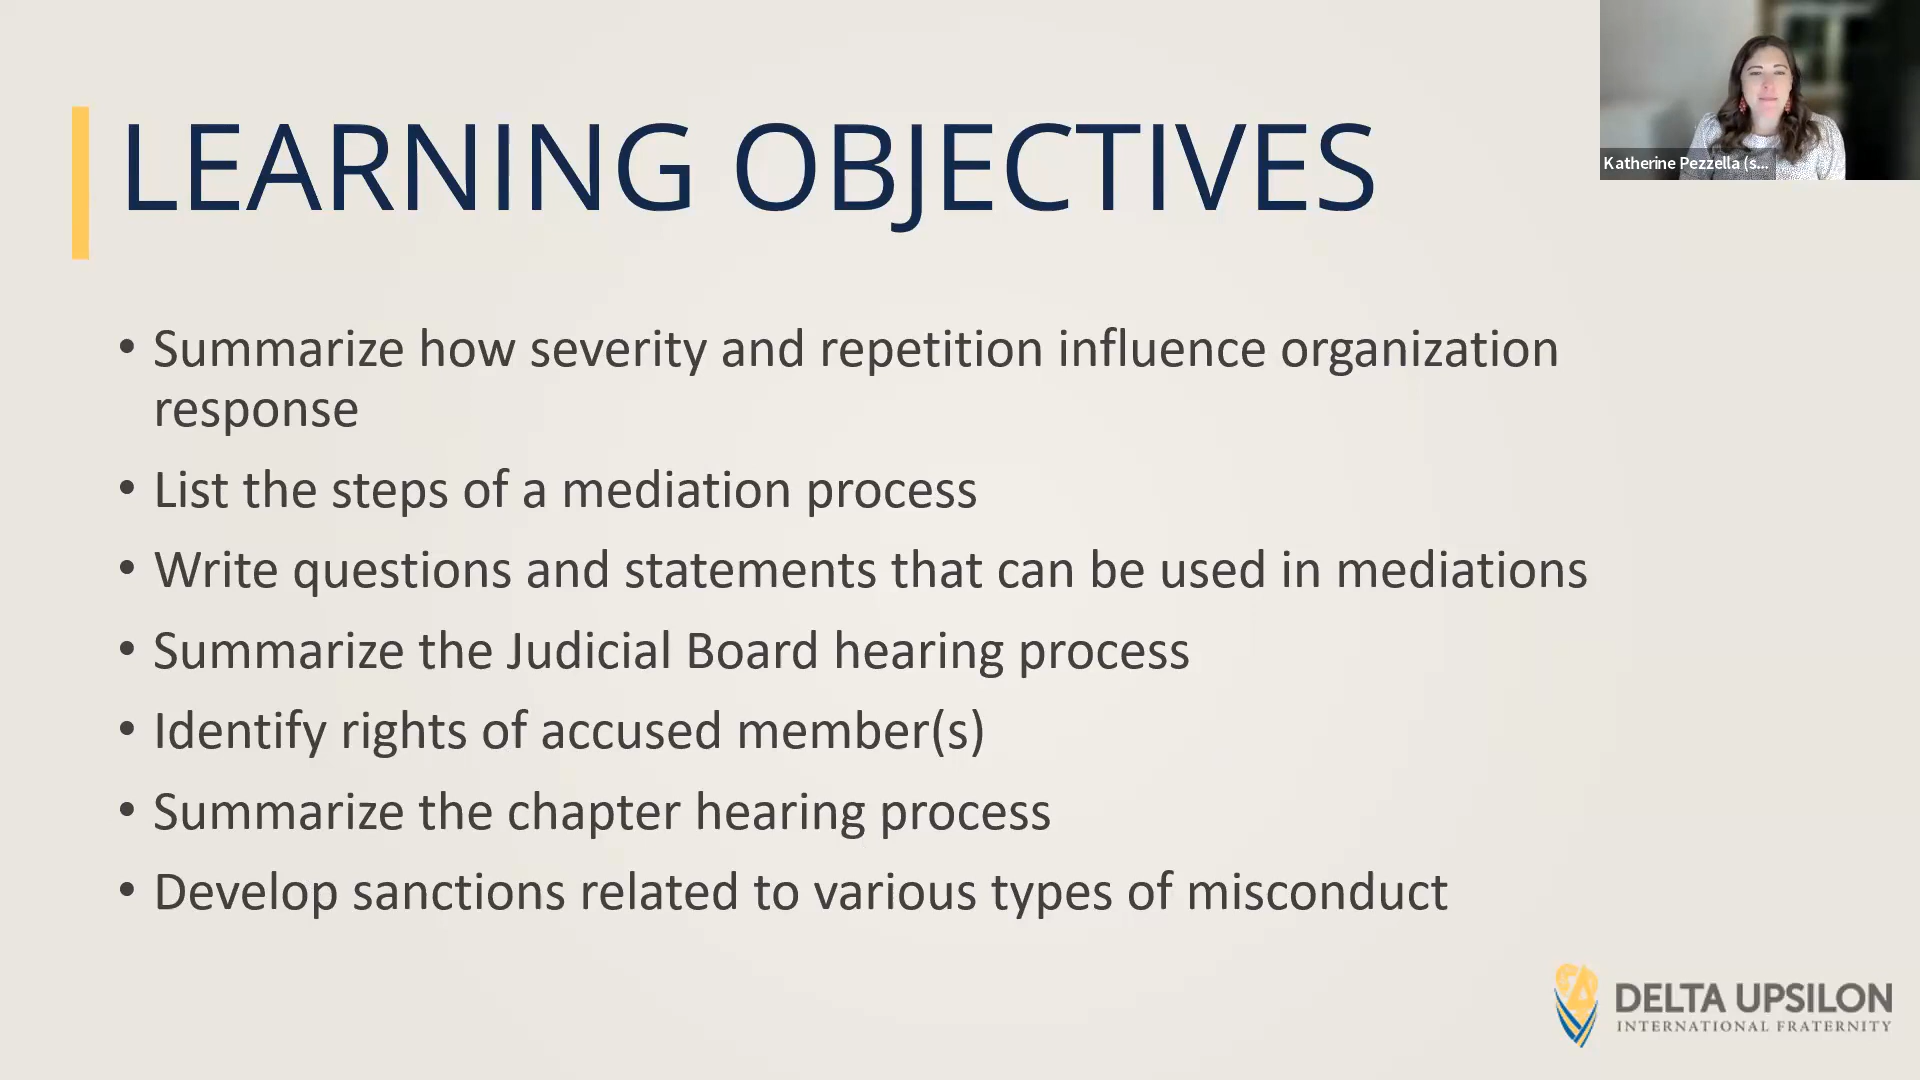 LEARNING OBJECTIVES
Katherine Pezzella (s...
• Summarize how severity and repetition influence organization
response
• List the steps of a mediation process
• Write questions and statements that can be used in mediations
• Summarize the Judicial Board hearing process
• Identify rights of accused member(s)
• Summarize the chapter hearing process
• Develop sanctions related to various types of misconduct
DELTA UPSILON
INTERNATIONAL FRATERNITY